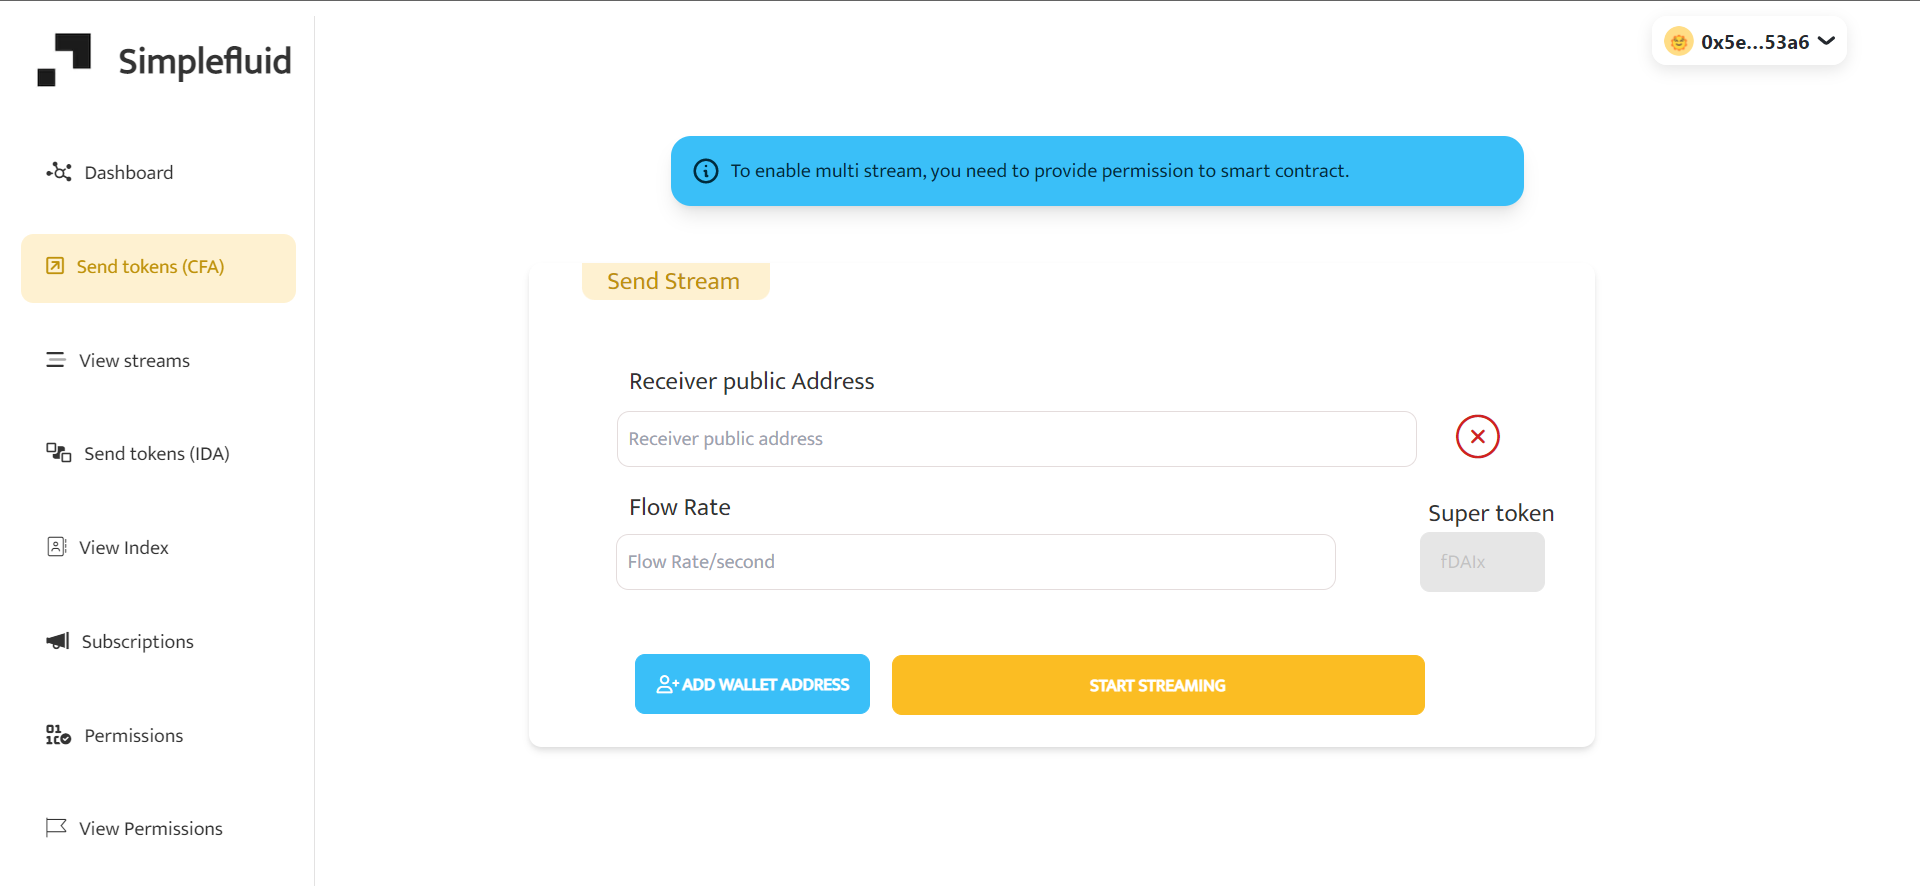 Simplefluid
0x5e...53a6
Dashboard
Send tokens (CFA)
View streams
Send tokens (IDA)
View Index
Subscriptions
Permissions
View Permissions
To enable multi stream, you need to provide permission to smart contract.
Send Stream
Receiver public Address
Receiver public address
Flow Rate
Flow Rate/second
Super token
fDAIx
ADD WALLET ADDRESS
START STREAMING